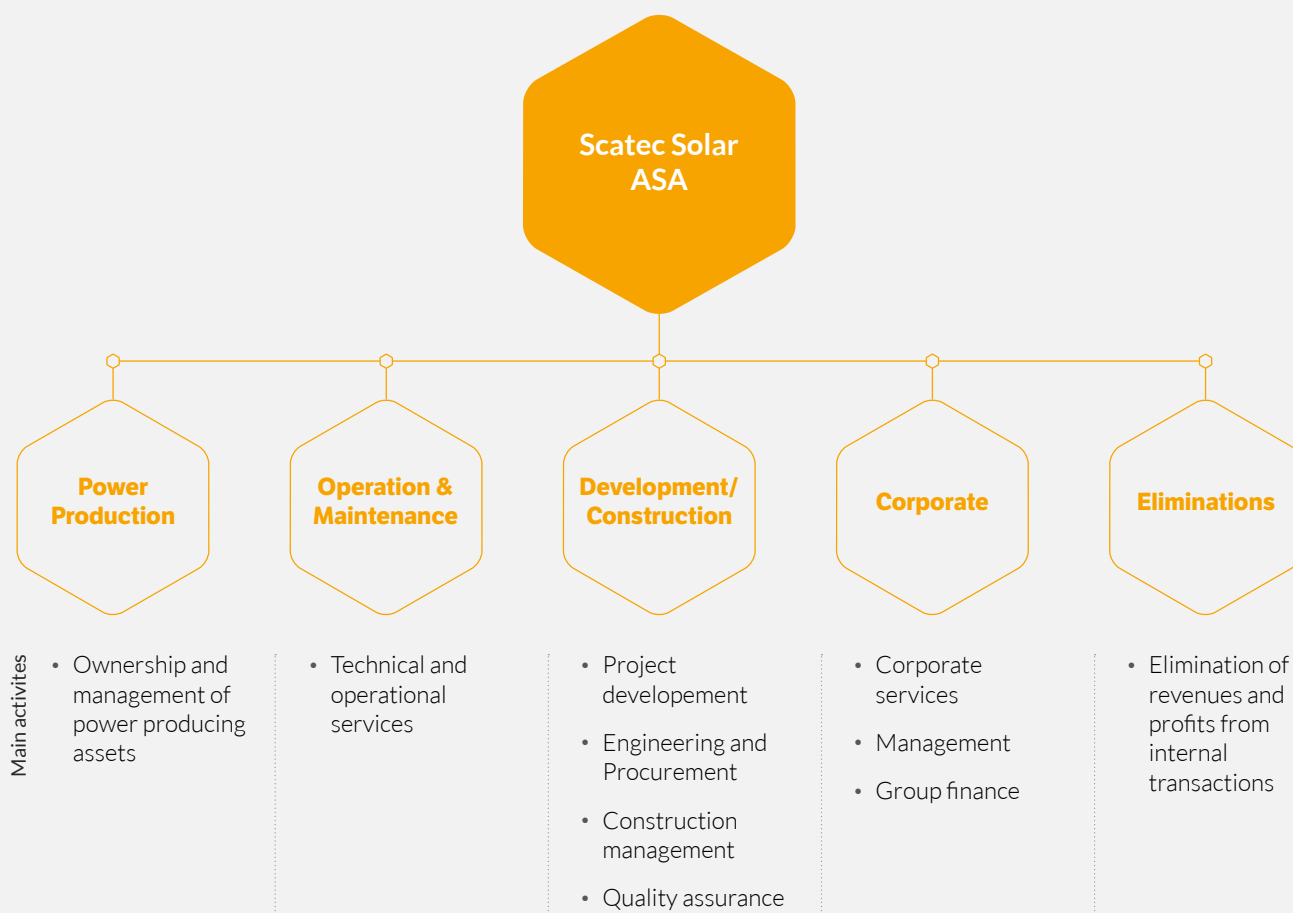 Scatec Solar
ASA
Power
Production
Operation &
Maintenance
Development/
Construction
Corporate
Eliminations
Main activites
• Ownership and
management of
power producing
assets
• Technical and
operational
services
• Project
developement
• Engineering and
Procurement
• Construction
management
• Quality assurance
• Corporate
services
• Management
• Group finance
• Elimination of
revenues and
profits from
internal
transactions